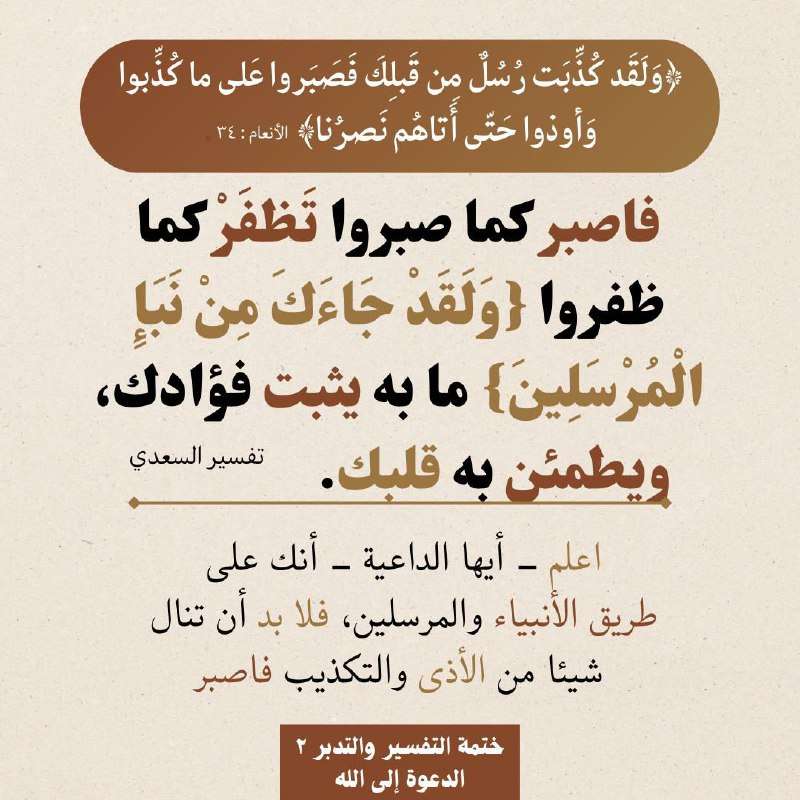 ﴿وَلَقَد كُذِّبَت رُسُلٌ مِن قَبلِكَ فَصَبَروا عَلى ما كُذِّبوا
وَأوذوا حَتّى أَتاهُم نَصرُنا﴾ الأنعام : ٣٤
فاصبر كما صبروا تَظفَرْ كما
ظفروا {وَلَقَدْ جَاءَكَ مِنْ نَبَإِ
الْمُرْسَلِينَ} ما به يثبت فؤادك،
ويطمئن به قلبك. تفسير السعدي
اعلم – أيها الداعية – أنك على
طريق الأنبياء والمرسلين، فلا بد أن تنال
شيئا من الأذى والتكذيب فاصبر
ختمة التفسير والتدبر ٢
الدعوة إلى الله